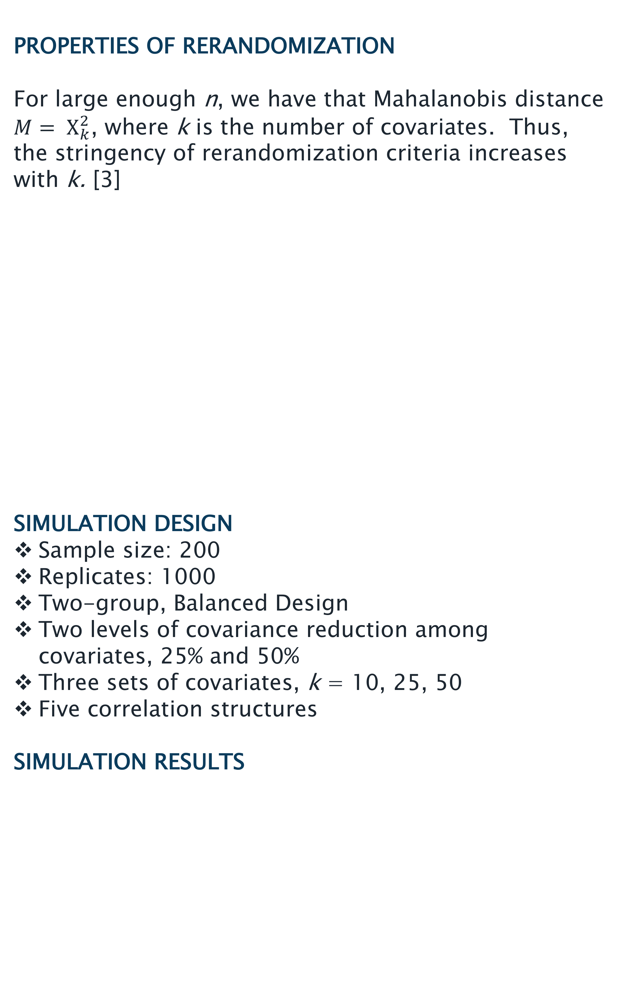 PROPERTIES OF RERANDOMIZATION
For large enough n, we have that Mahalanobis distance
M = X²ₖ, where k is the number of covariates.  Thus,
the stringency of rerandomization criteria increases
with k. [3]
SIMULATION DESIGN
❖ Sample size: 200
❖ Replicates: 1000
❖ Two-group, Balanced Design
❖ Two levels of covariance reduction among
covariates, 25% and 50%
❖ Three sets of covariates, k = 10, 25, 50
❖ Five correlation structures
SIMULATION RESULTS